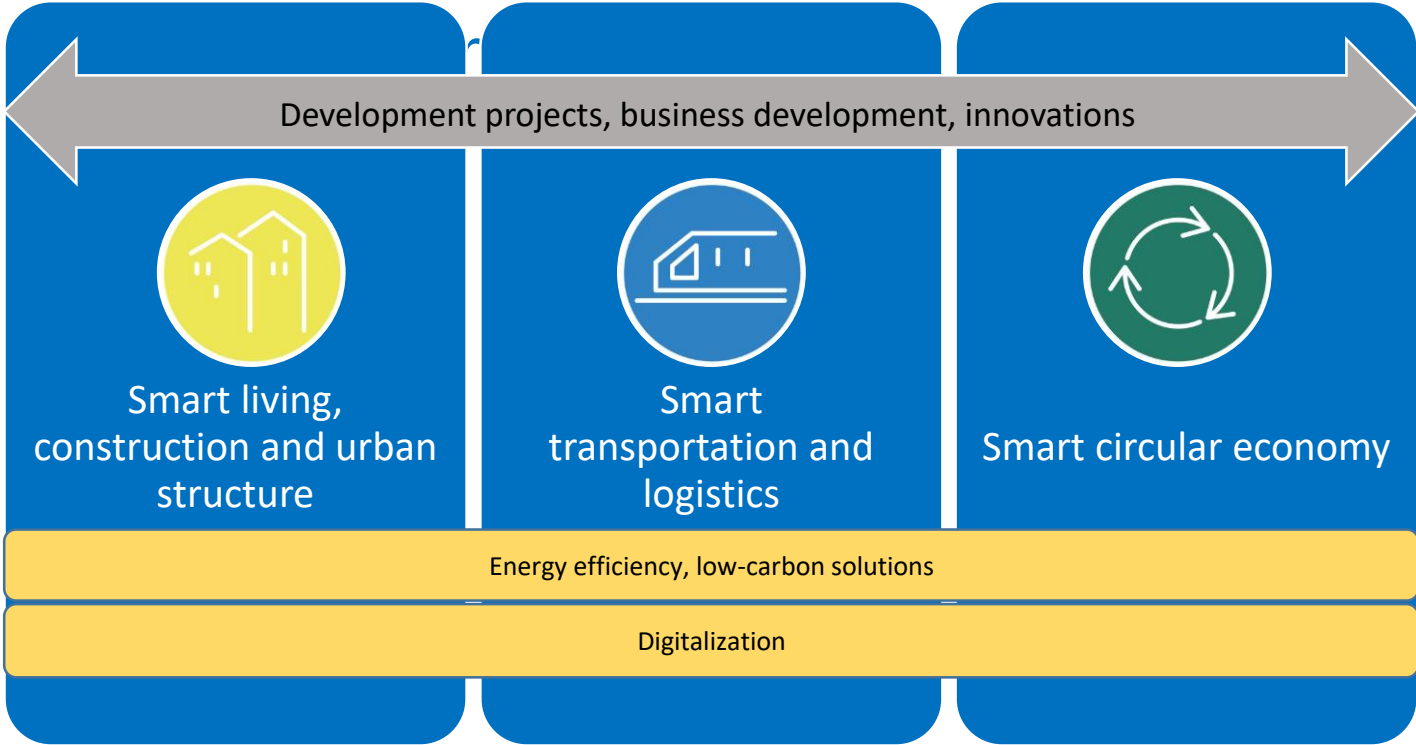 Development projects, business development, innovations
Smart living,
construction and urban
structure
Smart
transportation and
logistics
Smart circular economy
Energy efficiency, low-carbon solutions
Digitalization